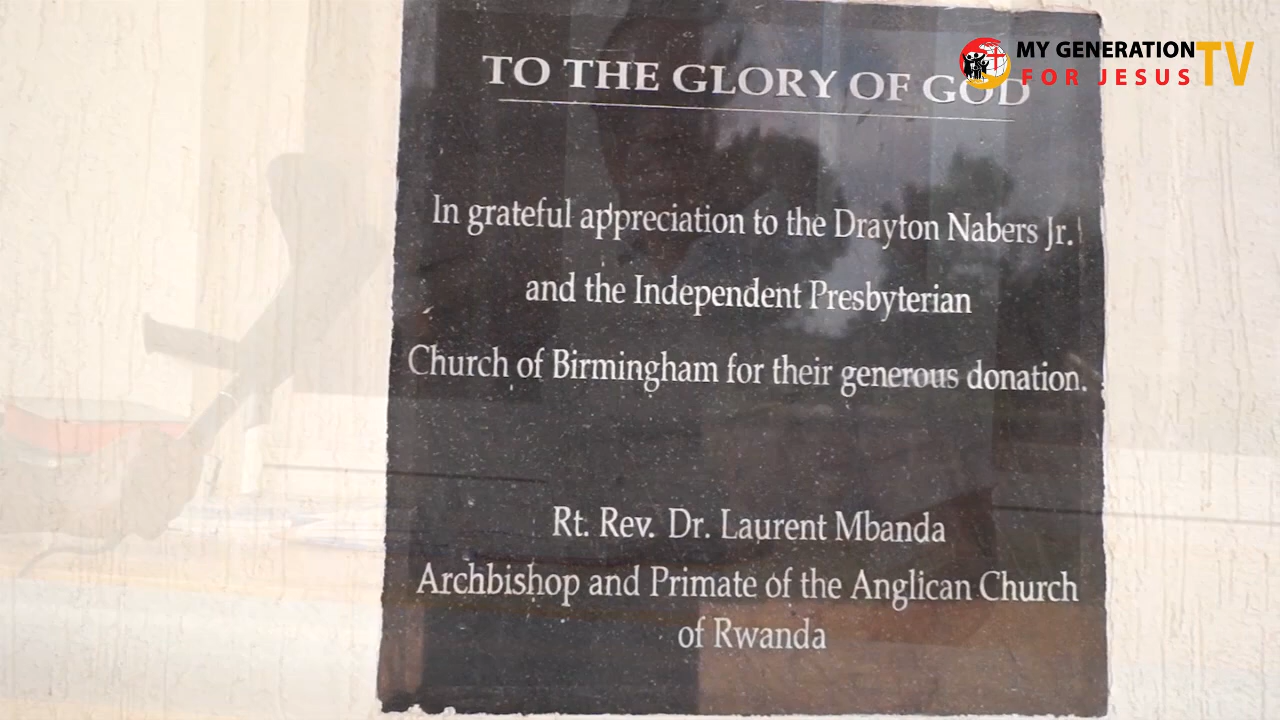 MY GENERATION
FOR JESUS TV
TO THE GLORY OF GOD
In grateful appreciation to the Drayton Nabers Jr.
and the Independent Presbyterian
Church of Birmingham for their generous donation.
Rt. Rev. Dr. Laurent Mbanda
Archbishop and Primate of the Anglican Church
of Rwanda